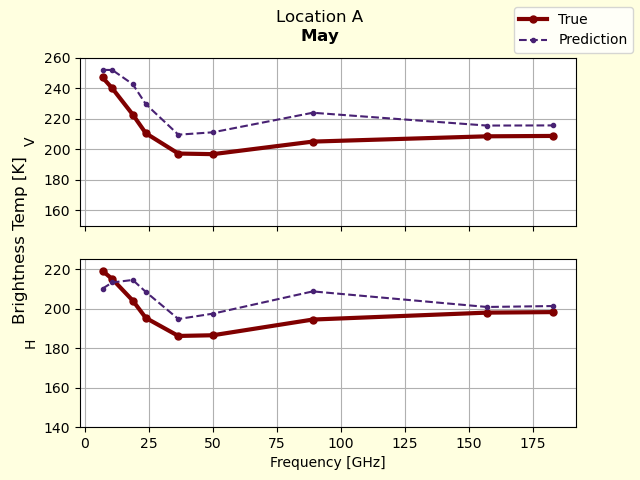 Location A
May
True
Prediction
Brightness Temp [K]
V
260
240
220
200
180
160
H
220
200
180
160
140
0 25 50 75 100 125 150 175
Frequency [GHz]